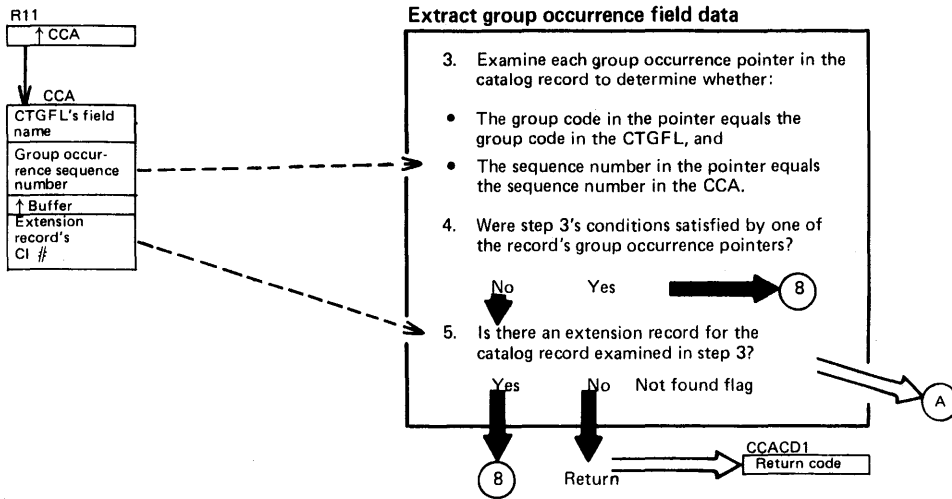 R11
↑ CCA
CCA
CTGFL's field
name
Group occur-
rence sequence
number
↑ Buffer
Extension
record's
CI #
Extract group occurrence field data
3. Examine each group occurrence pointer in the
catalog record to determine whether:
• The group code in the pointer equals the
group code in the CTGFL, and
• The sequence number in the pointer equals
the sequence number in the CCA.
4. Were step 3's conditions satisfied by one of
the record's group occurrence pointers?
No Yes 8
5. Is there an extension record for the
catalog record examined in step 3?
Yes No Not found flag
A
8
Return
CCACD1
Return code